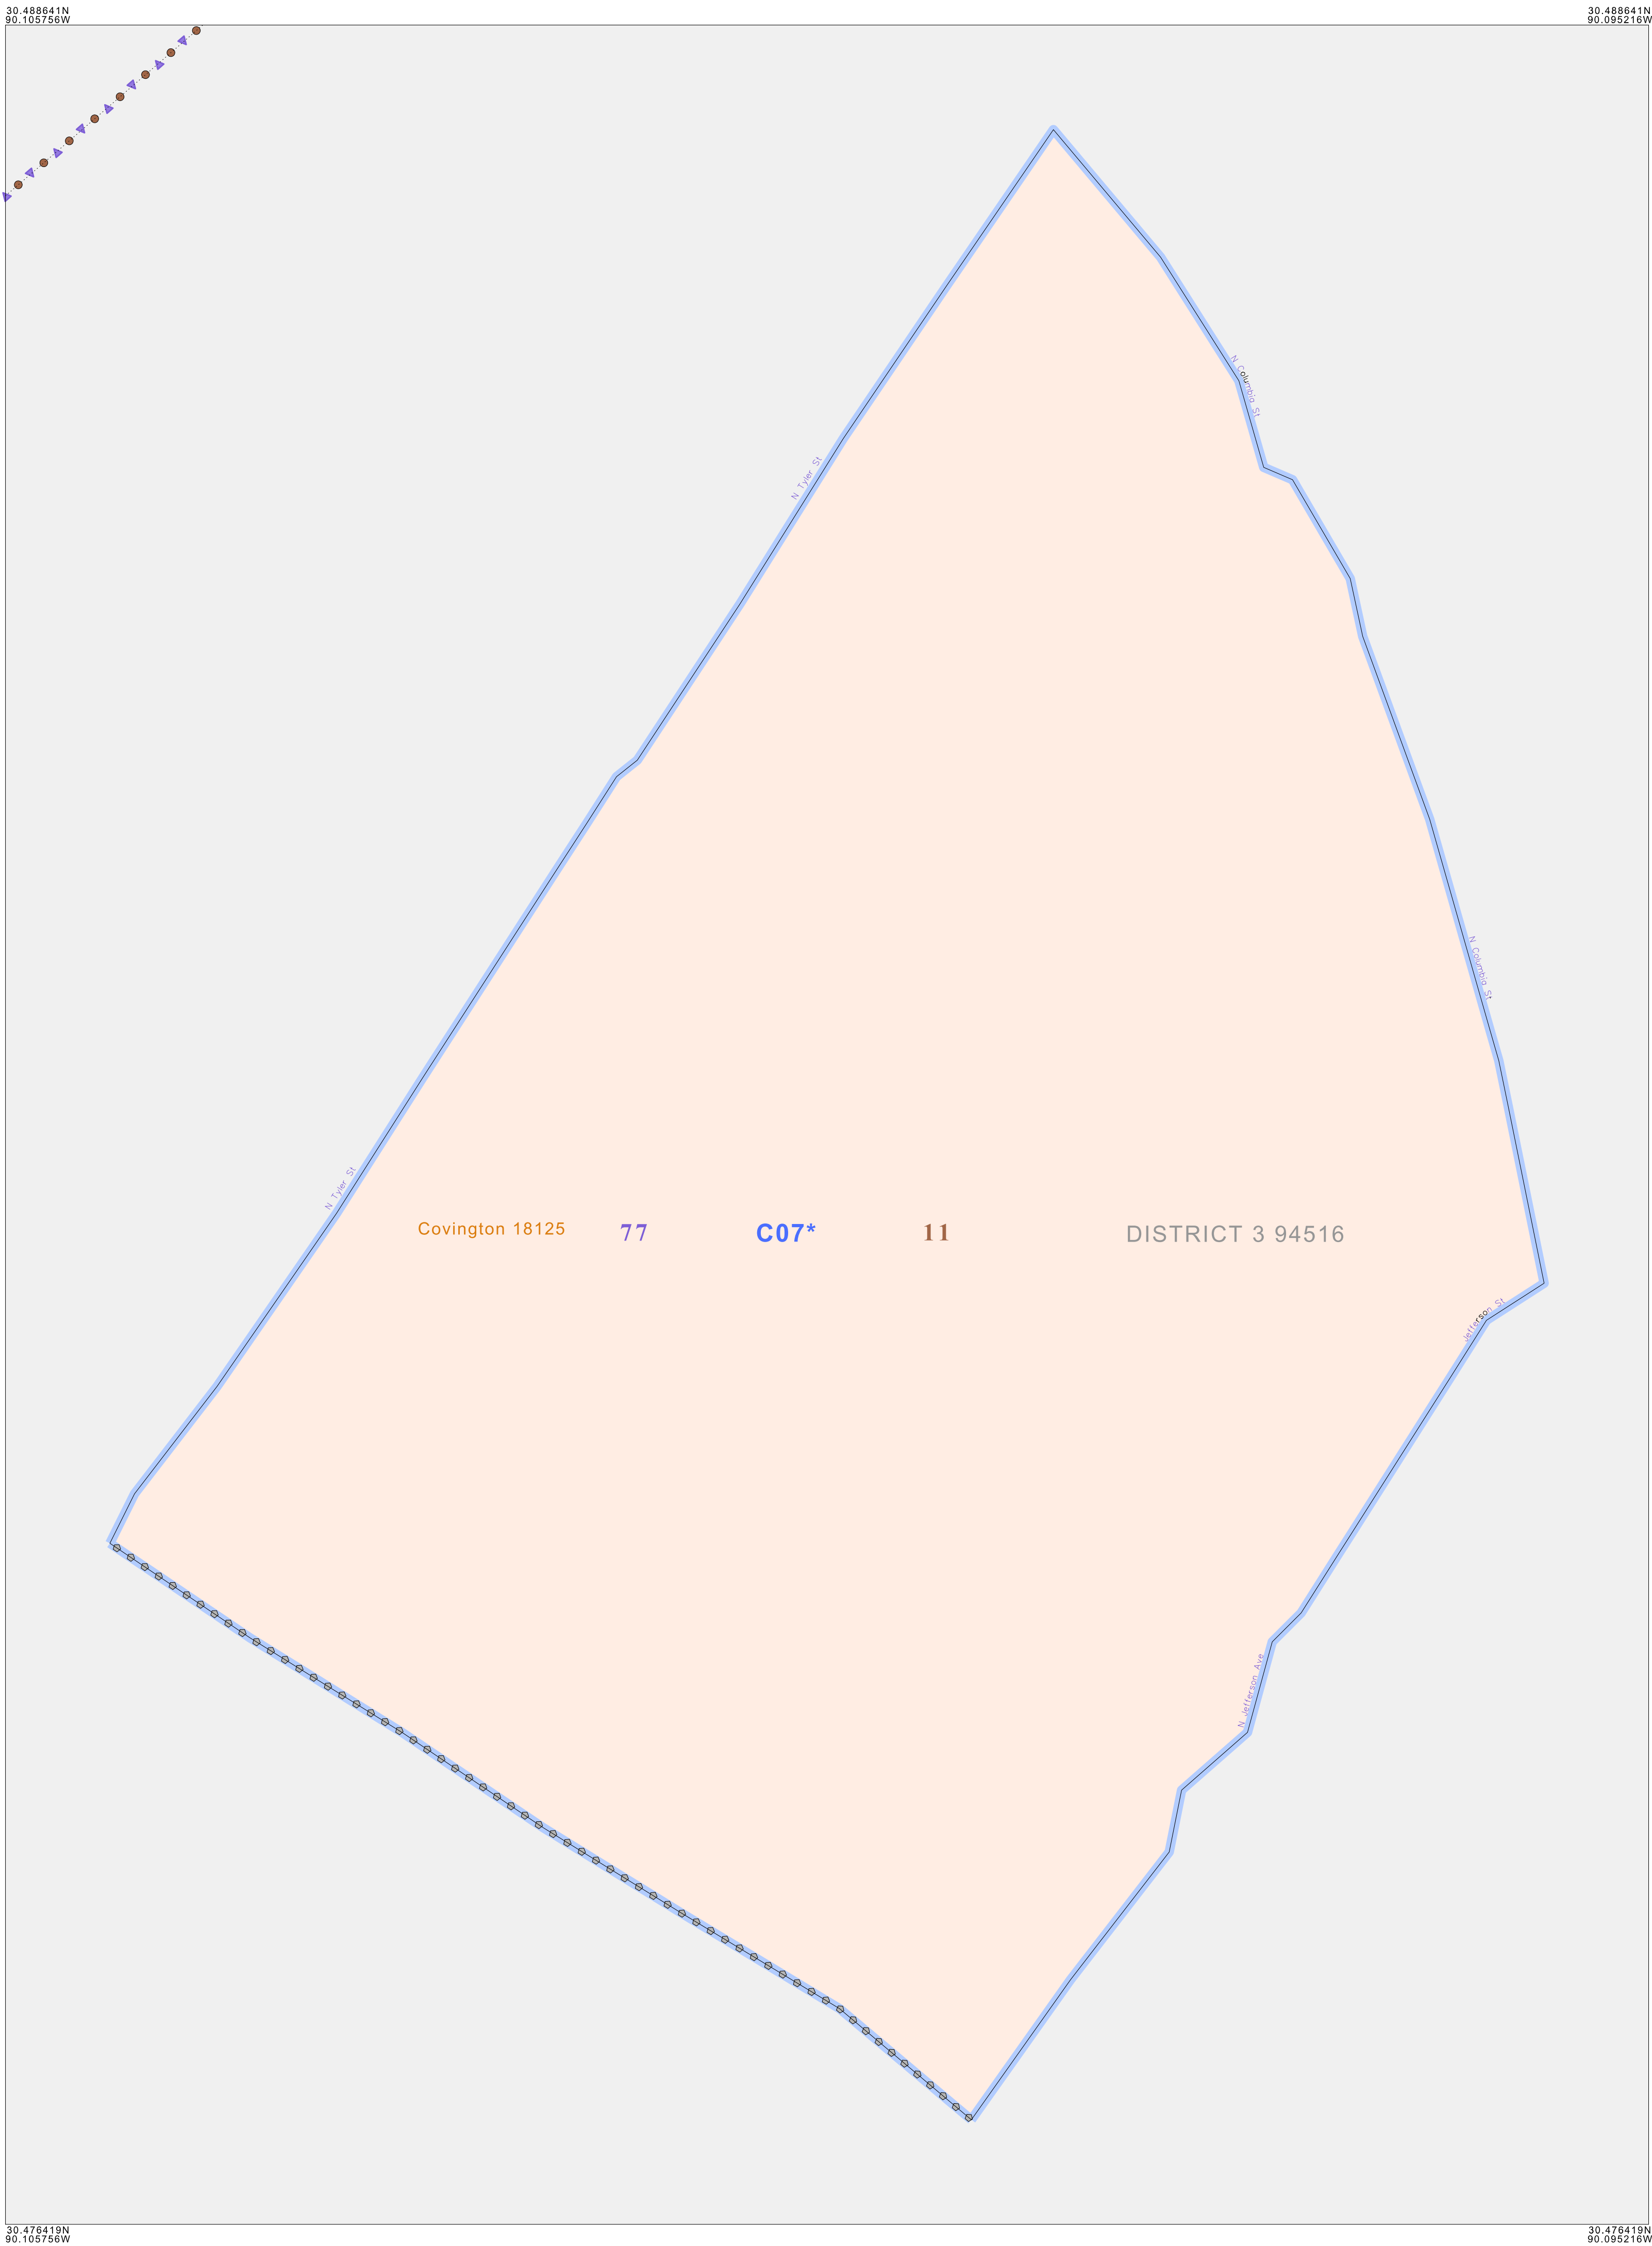 30.488641N
90.105756W
30.488641N
90.095216W
N Columbia St
N Tyler St
N Columbia St
N Tyler St
Covington 18125
77
C07*
11
DISTRICT 3 94516
Jefferson St
N Jefferson Ave
30.476419N
90.105756W
30.476419N
90.095216W